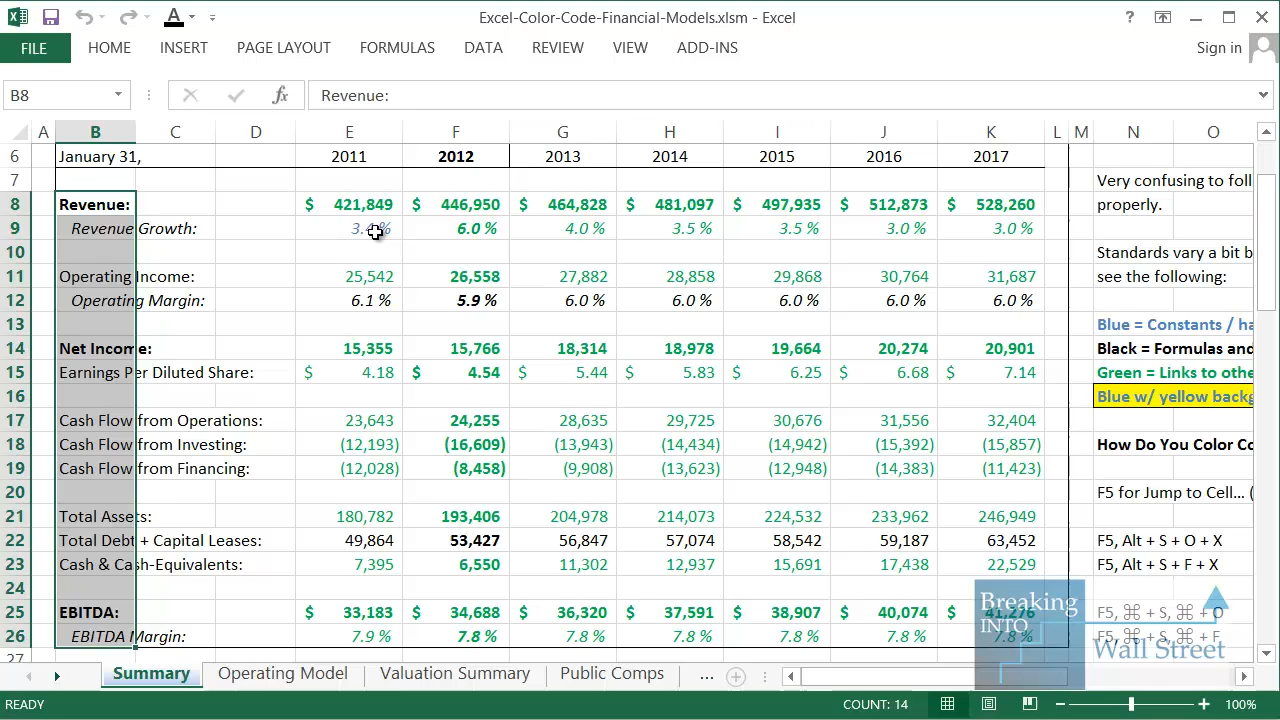 Excel-Color-Code-Financial-Models.xlsm - Excel
FILE HOME INSERT PAGE LAYOUT FORMULAS DATA REVIEW VIEW ADD-INS Sign in
B8 fx Revenue:
A B C D E F G H I J K L M N O
6 January 31, 2011 2012 2013 2014 2015 2016 2017
7 Very confusing to foll
8 Revenue: $ 421,849 $ 446,950 $ 464,828 $ 481,097 $ 497,935 $ 512,873 $ 528,260 properly.
9 Revenue Growth: 3.4 % 6.0 % 4.0 % 3.5 % 3.5 % 3.0 % 3.0 %
10 Standards vary a bit b
11 Operating Income: 25,542 26,558 27,882 28,858 29,868 30,764 31,687 see the following:
12 Operating Margin: 6.1 % 5.9 % 6.0 % 6.0 % 6.0 % 6.0 % 6.0 %
13 Blue = Constants / ha
14 Net Income: 15,355 15,766 18,314 18,978 19,664 20,274 20,901 Black = Formulas and
15 Earnings Per Diluted Share: $ 4.18 $ 4.54 $ 5.44 $ 5.83 $ 6.25 $ 6.68 $ 7.14 Green = Links to othe
16 Blue w/ yellow backg
17 Cash Flow from Operations: 23,643 24,255 28,635 29,725 30,676 31,556 32,404
18 Cash Flow from Investing: (12,193) (16,609) (13,943) (14,434) (14,942) (15,392) (15,857) How Do You Color Co
19 Cash Flow from Financing: (12,028) (8,458) (9,908) (13,623) (12,948) (14,383) (11,423)
20 F5 for Jump to Cell... (
21 Total Assets: 180,782 193,406 204,978 214,073 224,532 233,962 246,949
22 Total Debt + Capital Leases: 49,864 53,427 56,847 57,074 58,542 59,187 63,452 F5, Alt + S + O + X
23 Cash & Cash-Equivalents: 7,395 6,550 11,302 12,937 15,691 17,438 22,529 F5, Alt + S + F + X
24
25 EBITDA: $ 33,183 $ 34,688 $ 36,320 $ 37,591 $ 38,907 $ 40,074 $ 41,276 F5, ⌘ + S, ⌘ + O
26 EBITDA Margin: 7.9 % 7.8 % 7.8 % 7.8 % 7.8 % 7.8 % 7.8 % F5, ⌘ + S, ⌘ + F
27
Breaking
INTO
Wall Street
Summary Operating Model Valuation Summary Public Comps ...
READY COUNT: 14 100%